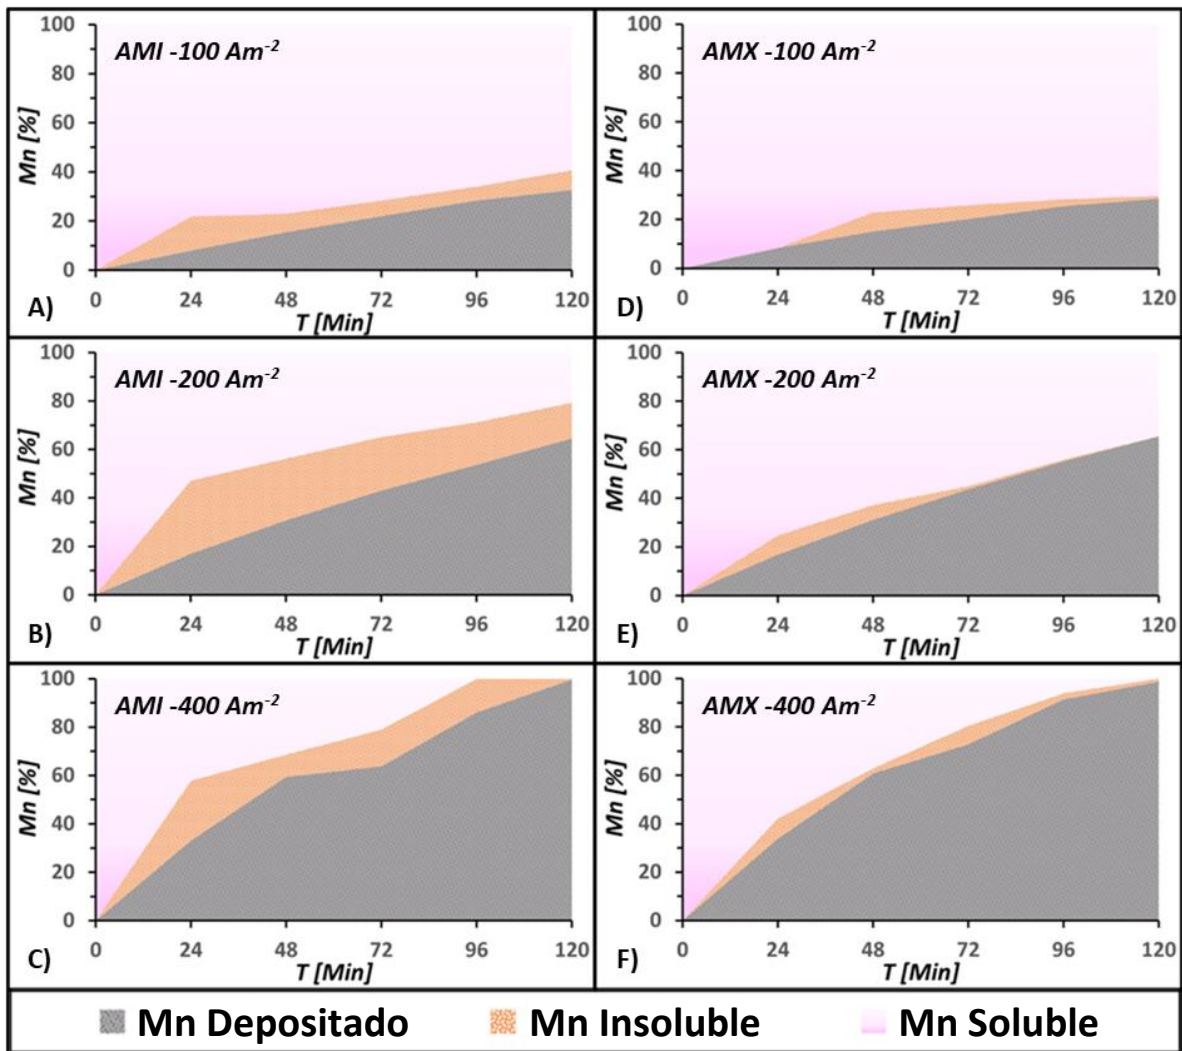 AMI -100 Am-2
Mn [%]
100
80
60
40
20
0
0 24 48 72 96 120
T [Min]
A)
AMX -100 Am-2
Mn [%]
100
80
60
40
20
0
0 24 48 72 96 120
T [Min]
D)
AMI -200 Am-2
Mn [%]
100
80
60
40
20
0
0 24 48 72 96 120
T [Min]
B)
AMX -200 Am-2
Mn [%]
100
80
60
40
20
0
0 24 48 72 96 120
T [Min]
E)
AMI -400 Am-2
Mn [%]
100
80
60
40
20
0
0 24 48 72 96 120
T [Min]
C)
AMX -400 Am-2
Mn [%]
100
80
60
40
20
0
0 24 48 72 96 120
T [Min]
F)
Mn Depositado Mn Insoluble Mn Soluble